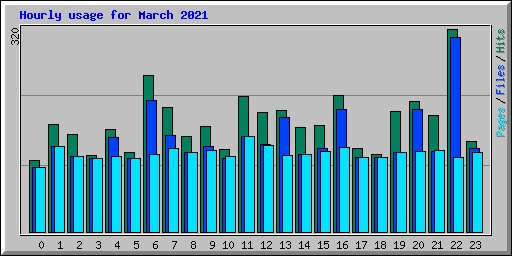 Hourly usage for March 2021
320
Pages / Files / Hits
0 1 2 3 4 5 6 7 8 9 10 11 12 13 14 15 16 17 18 19 20 21 22 23